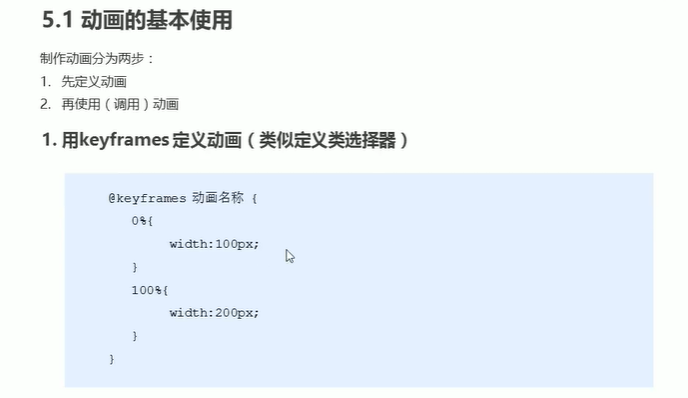 5.1 动画的基本使用
制作动画分为两步：
1. 先定义动画
2. 再使用（调用）动画
1. 用keyframes 定义动画（类似定义类选择器）
@keyframes 动画名称 {
0%{
width:100px;
}
100%{
width:200px;
}
}